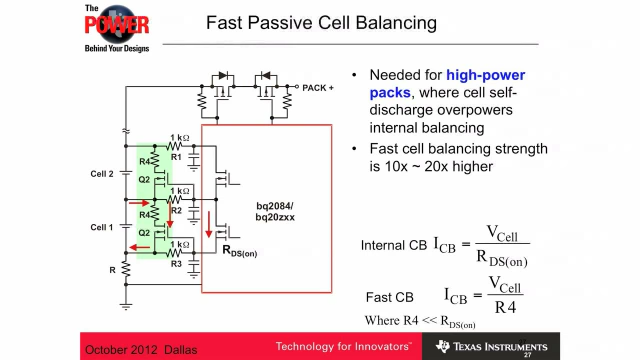 The
POWER
Behind Your Designs
Fast Passive Cell Balancing
PACK +
1 kΩ
R4
R1
Q2
Cell 2
1 kΩ
R4
R2
Q2
Cell 1
1 kΩ
R3
R
RDS(on)
bq2084/
bq20zxx
• Needed for high-power
packs, where cell self-
discharge overpowers
internal balancing
• Fast cell balancing strength
is 10x ~ 20x higher
Internal CB ICB = VCell / RDS(on)
Fast CB ICB = VCell / R4
Where R4 << RDS(on)
October 2012 Dallas
Technology for Innovators™
TEXAS INSTRUMENTS
27